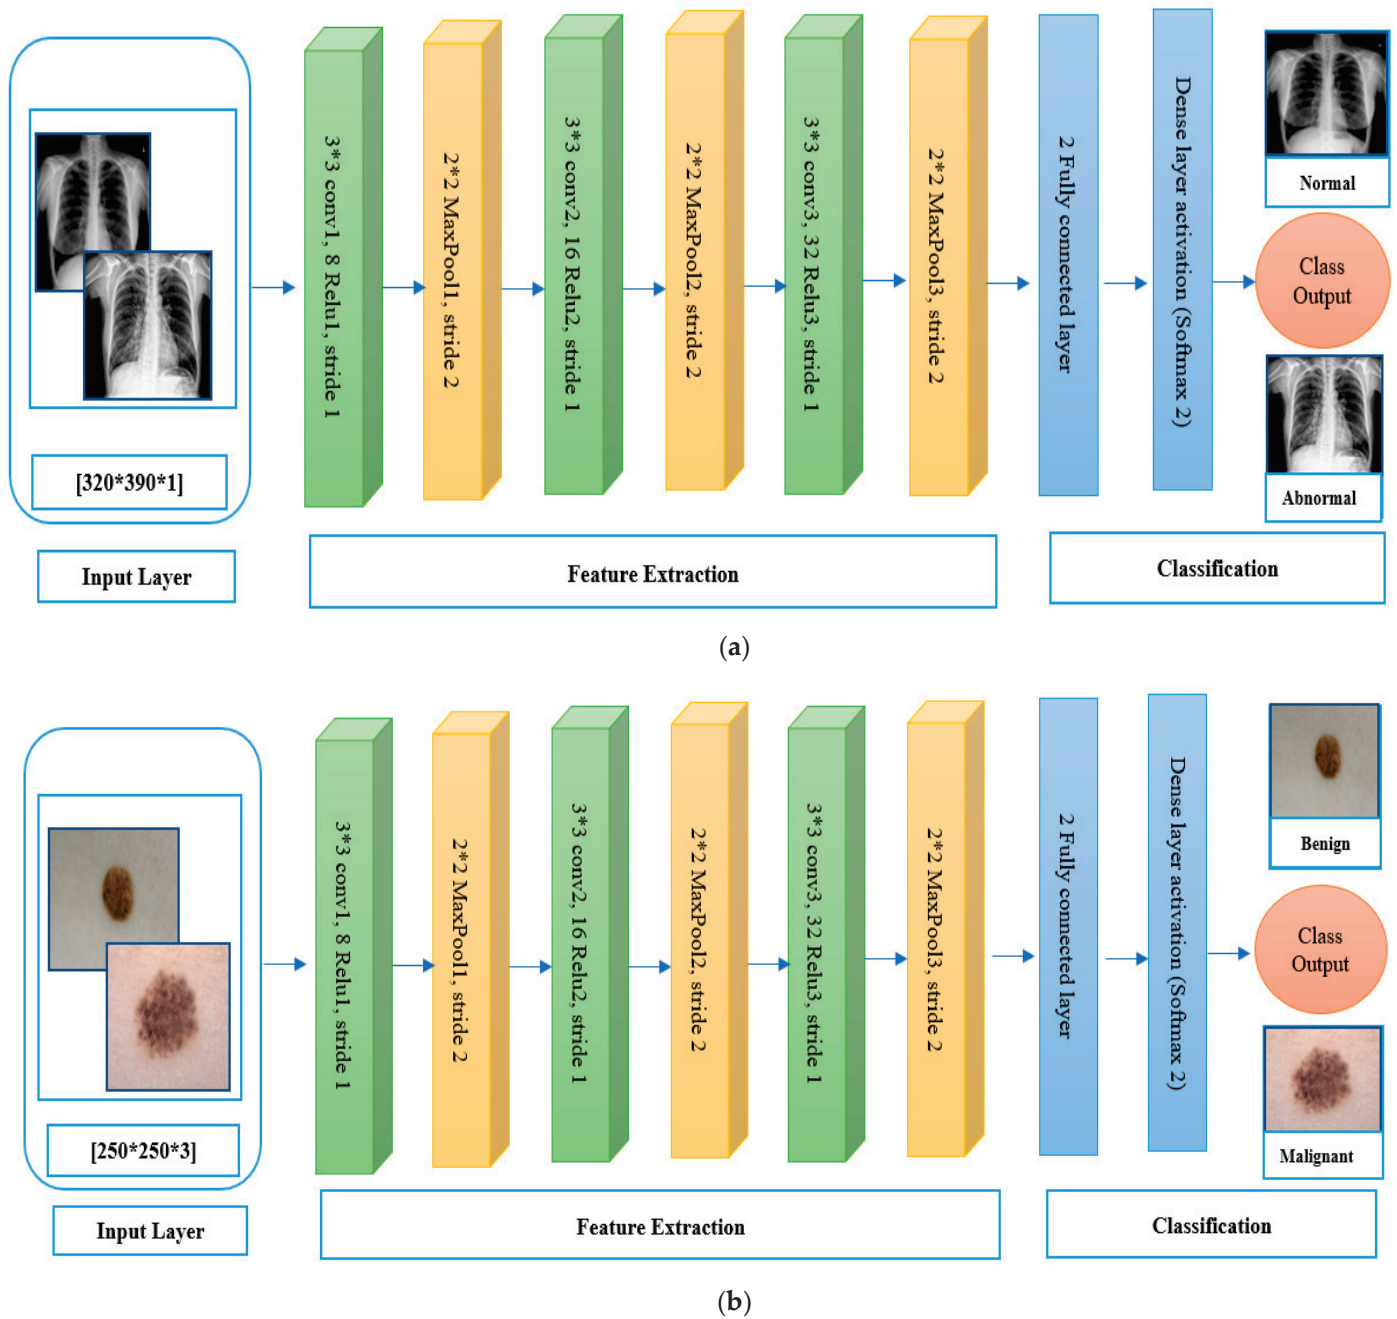 [320*390*1]
Input Layer
3*3 conv1, 8 Relu1, stride 1
2*2 MaxPool1, stride 2
3*3 conv2, 16 Relu2, stride 1
2*2 MaxPool2, stride 2
3*3 conv3, 32 Relu3, stride 1
2*2 MaxPool3, stride 2
Feature Extraction
2 Fully connected layer
Dense layer activation (Softmax 2)
Normal
Class
Output
Abnormal
Classification
(a)
[250*250*3]
Input Layer
3*3 conv1, 8 Relu1, stride 1
2*2 MaxPool1, stride 2
3*3 conv2, 16 Relu2, stride 1
2*2 MaxPool2, stride 2
3*3 conv3, 32 Relu3, stride 1
2*2 MaxPool3, stride 2
Feature Extraction
2 Fully connected layer
Dense layer activation (Softmax 2)
Benign
Class
Output
Malignant
Classification
(b)